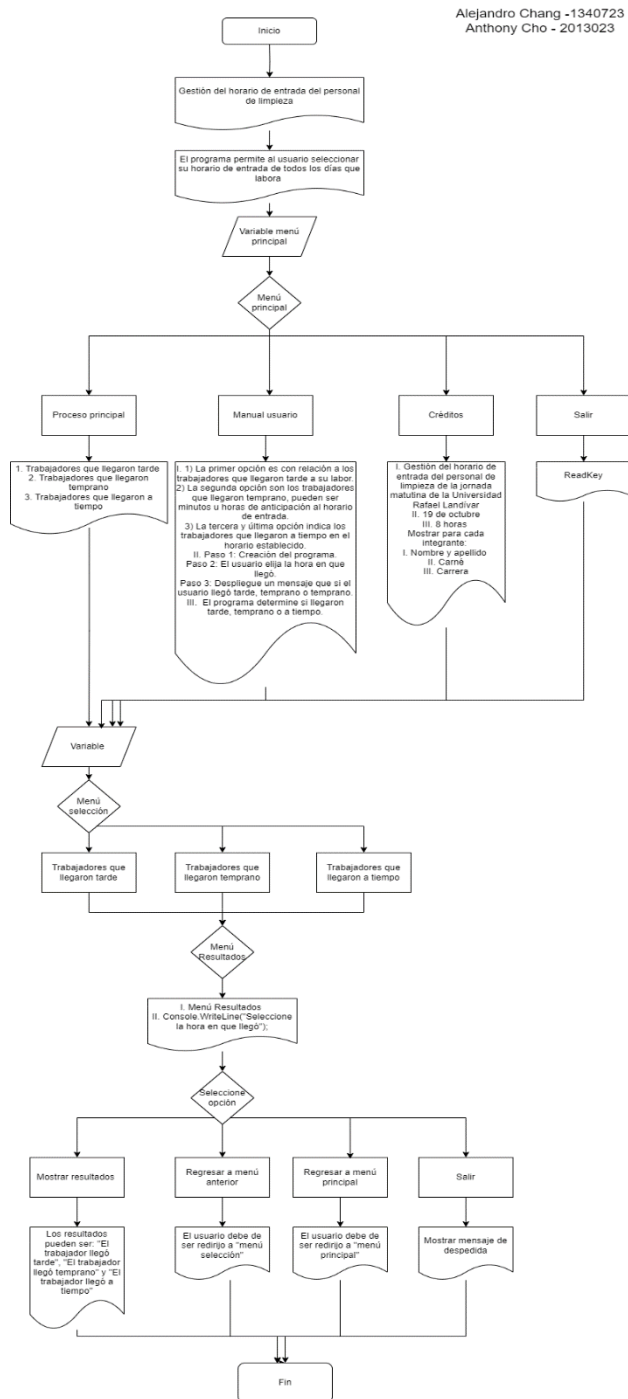 Alejandro Chang -1340723
Anthony Cho - 2013023
Inicio
Gestión del horario de entrada del personal
de limpieza
El programa permite al usuario seleccionar
su horario de entrada de todos los días que
labora
Variable menú
principal
Menú
principal
Proceso principal
Manual usuario
Créditos
Salir
1. Trabajadores que llegaron tarde
2. Trabajadores que llegaron
temprano
3. Trabajadores que llegaron a
tiempo
I. 1) La primer opción es con relación a los
trabajadores que llegaron tarde a su labor.
2) La segunda opción son los trabajadores
que llegaron temprano, pueden ser
minutos u horas de anticipación al horario
de entrada.
3) La tercera y última opción indica los
trabajadores que llegaron a tiempo en el
horario establecido.
II. Paso 1: Creación del programa.
Paso 2: El usuario elija la hora en que
llegó.
Paso 3: Despliegue un mensaje que si el
usuario llegó tarde, temprano o temprano.
III. El programa determine si llegaron
tarde, temprano o a tiempo.
I. Gestión del horario de
entrada del personal de
limpieza de la jornada
matutina de la Universidad
Rafael Landívar
II. 19 de octubre
III. 8 horas
Mostrar para cada
integrante:
I. Nombre y apellido
II. Carné
III. Carrera
ReadKey
Variable
Menú
selección
Trabajadores que
llegaron tarde
Trabajadores que
llegaron temprano
Trabajadores que
llegaron a tiempo
Menú
Resultados
I. Menú Resultados
II. Console.WriteLine("Seleccione
la hora en que llegó");
Seleccione
opción
Mostrar resultados
Regresar a menú
anterior
Regresar a menú
principal
Salir
Los resultados
pueden ser: "El
trabajador llegó
tarde", "El trabajador
llegó temprano" y "El
trabajador llegó a
tiempo"
El usuario debe de
ser redirijo a "menú
selección"
El usuario debe de
ser redirijo a "menú
principal"
Mostrar mensaje de
despedida
Fin